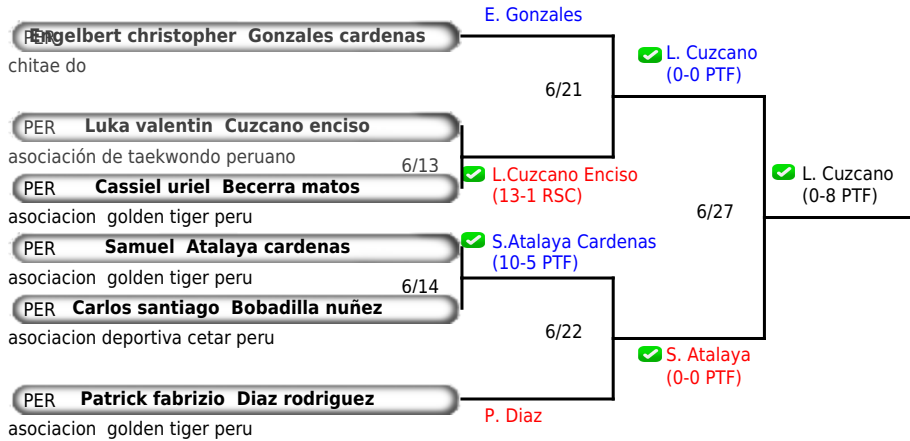 E. Gonzales
PER Engelbert christopher Gonzales cardenas
chitae do
L. Cuzcano
(0-0 PTF)
6/21
PER Luka valentin Cuzcano enciso
asociación de taekwondo peruano
6/13
L.Cuzcano Enciso
(13-1 RSC)
PER Cassiel uriel Becerra matos
asociacion golden tiger peru
L. Cuzcano
(0-8 PTF)
6/27
PER Samuel Atalaya cardenas
asociacion golden tiger peru
S.Atalaya Cardenas
(10-5 PTF)
6/14
PER Carlos santiago Bobadilla nuñez
asociacion deportiva cetar peru
6/22
S. Atalaya
(0-0 PTF)
PER Patrick fabrizio Diaz rodriguez
asociacion golden tiger peru
P. Diaz